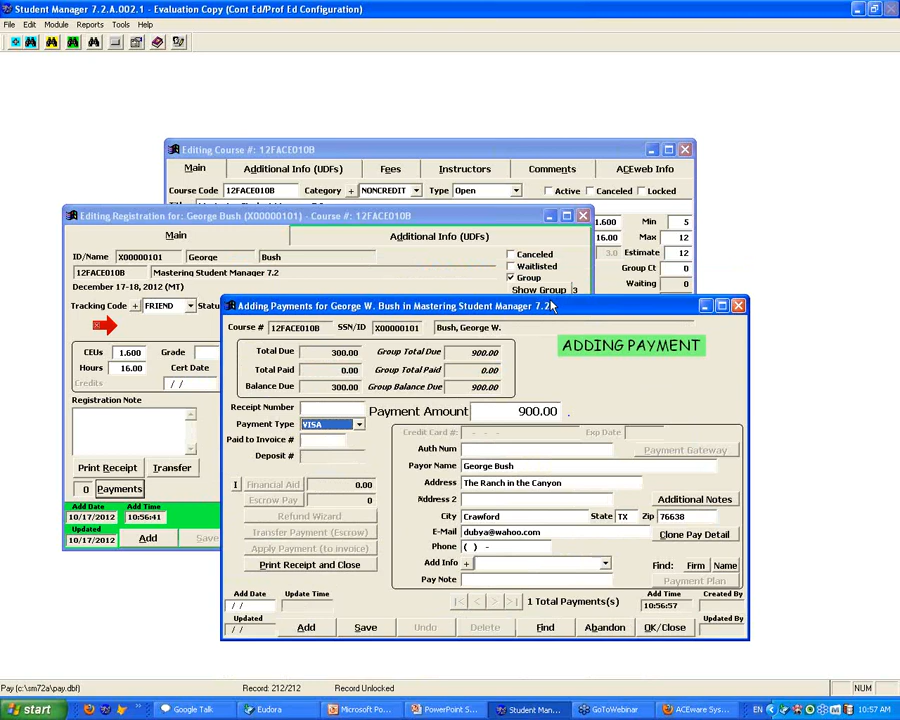 Student Manager 7.2.A.002.1 - Evaluation Copy (Cont Ed/Prof Ed Configuration)
File Edit Module Reports Tools Help
Editing Course #: 12FACE010B
Main Additional Info (UDFs) Fees Instructors Comments ACEweb Info
Course Code 12FACE010B Category + NONCREDIT Type Open Active Canceled Locked
Editing Registration for: George Bush (X00000101) - Course #: 12FACE010B
1.600 Min 5
Main Additional Info (UDFs)
16.00 Max 12
3.0 Estimate 12
Group Ct 0
Waiting 0
ID/Name X00000101 George Bush
Canceled
Waitlisted
Group
Show Group 3
12FACE010B Mastering Student Manager 7.2
December 17-18, 2012 (MT)
Tracking Code + FRIEND Statu
CEUs 1.600 Grade
Hours 16.00 Cert Date
Credits / /
Registration Note
Print Receipt Transfer
0 Payments
Add Date Add Time
10/17/2012 10:56:41
Updated
10/17/2012 Add Save
Adding Payments for George W. Bush in Mastering Student Manager 7.2
Course # 12FACE010B SSN/ID X00000101 Bush, George W.
ADDING PAYMENT
Total Due 300.00 Group Total Due 900.00
Total Paid 0.00 Group Total Paid 0.00
Balance Due 300.00 Group Balance Due 900.00
Receipt Number Payment Amount 900.00 .
Payment Type VISA
Paid to Invoice #
Deposit #
Credit Card #: - - - Exp Date
Auth Num Payment Gateway
Payor Name George Bush
Address The Ranch in the Canyon
Address 2 Additional Notes
City Crawford State TX Zip 76638
E-Mail dubya@wahoo.com Clone Pay Detail
Phone ( ) -
Add Info + Find: Firm Name
Pay Note Payment Plan
I Financial Aid 0.00
Escrow Pay 0
Refund Wizard
Transfer Payment (Escrow)
Apply Payment (to invoice)
Print Receipt and Close
Add Date Update Time
/ /
Updated
/ /
|< < > >| 1 Total Payments(s)
Add Time Created By
10:56:57
Updated By
Add Save Undo Delete Find Abandon OK/Close
Pay (c:\sm72a\pay.dbf) Record: 212/212 Record Unlocked NUM
start Google Talk Eudora Microsoft Po... PowerPoint S... Student Man... GoToWebinar ACEware Sys... EN 10:57 AM